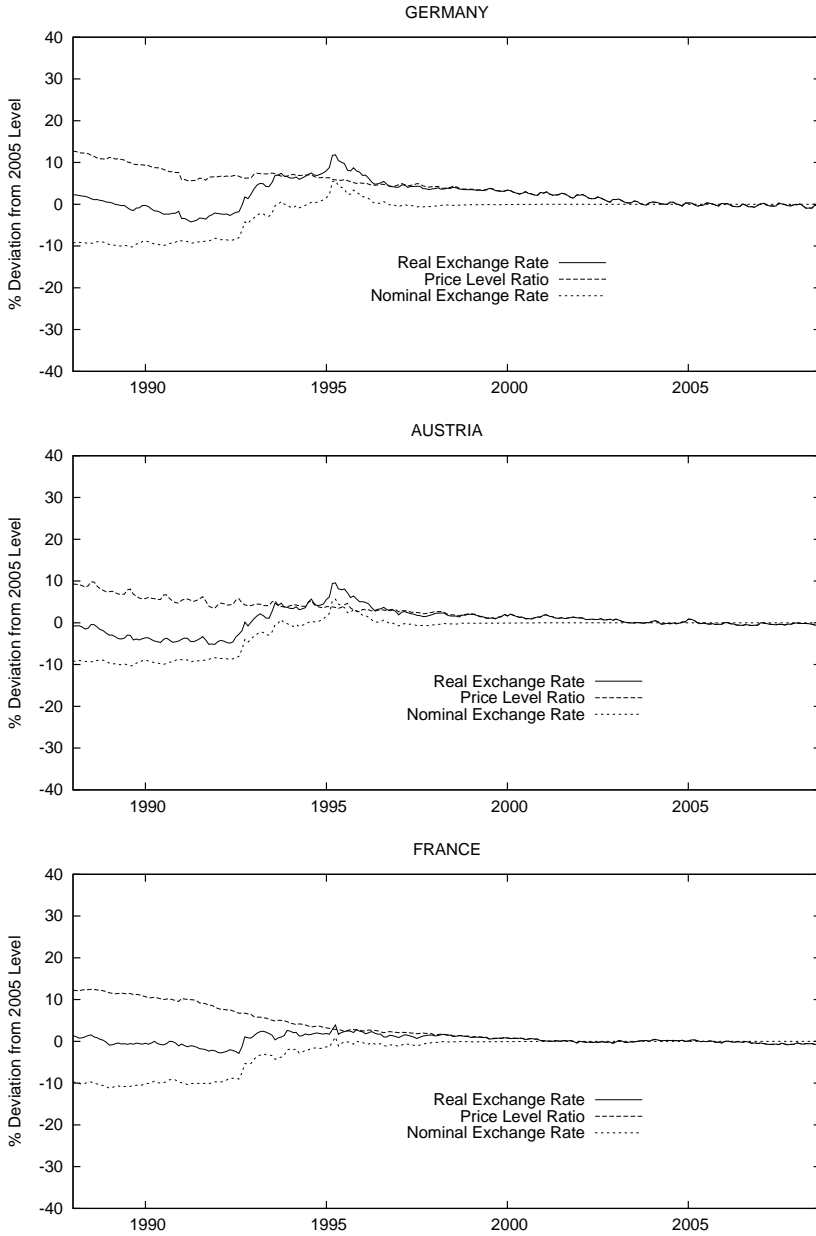 GERMANY
% Deviation from 2005 Level
40
30
20
10
0
-10
-20
-30
-40
Real Exchange Rate
Price Level Ratio
Nominal Exchange Rate
1990 1995 2000 2005
AUSTRIA
% Deviation from 2005 Level
40
30
20
10
0
-10
-20
-30
-40
Real Exchange Rate
Price Level Ratio
Nominal Exchange Rate
1990 1995 2000 2005
FRANCE
% Deviation from 2005 Level
40
30
20
10
0
-10
-20
-30
-40
Real Exchange Rate
Price Level Ratio
Nominal Exchange Rate
1990 1995 2000 2005